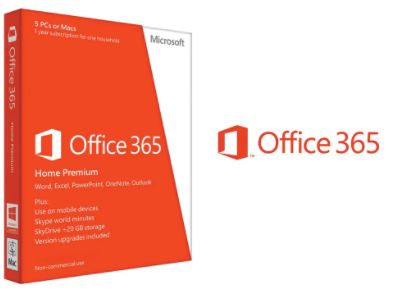 5 PCs or Macs
1 year subscription for one household
Microsoft
Office 365
Home Premium
Word, Excel, PowerPoint, OneNote, Outlook
Plus:
Use on mobile devices
Skype world minutes
SkyDrive +20 GB storage
Version upgrades included
Non-commercial use
Office 365
Home Premium
Mac
Office 365